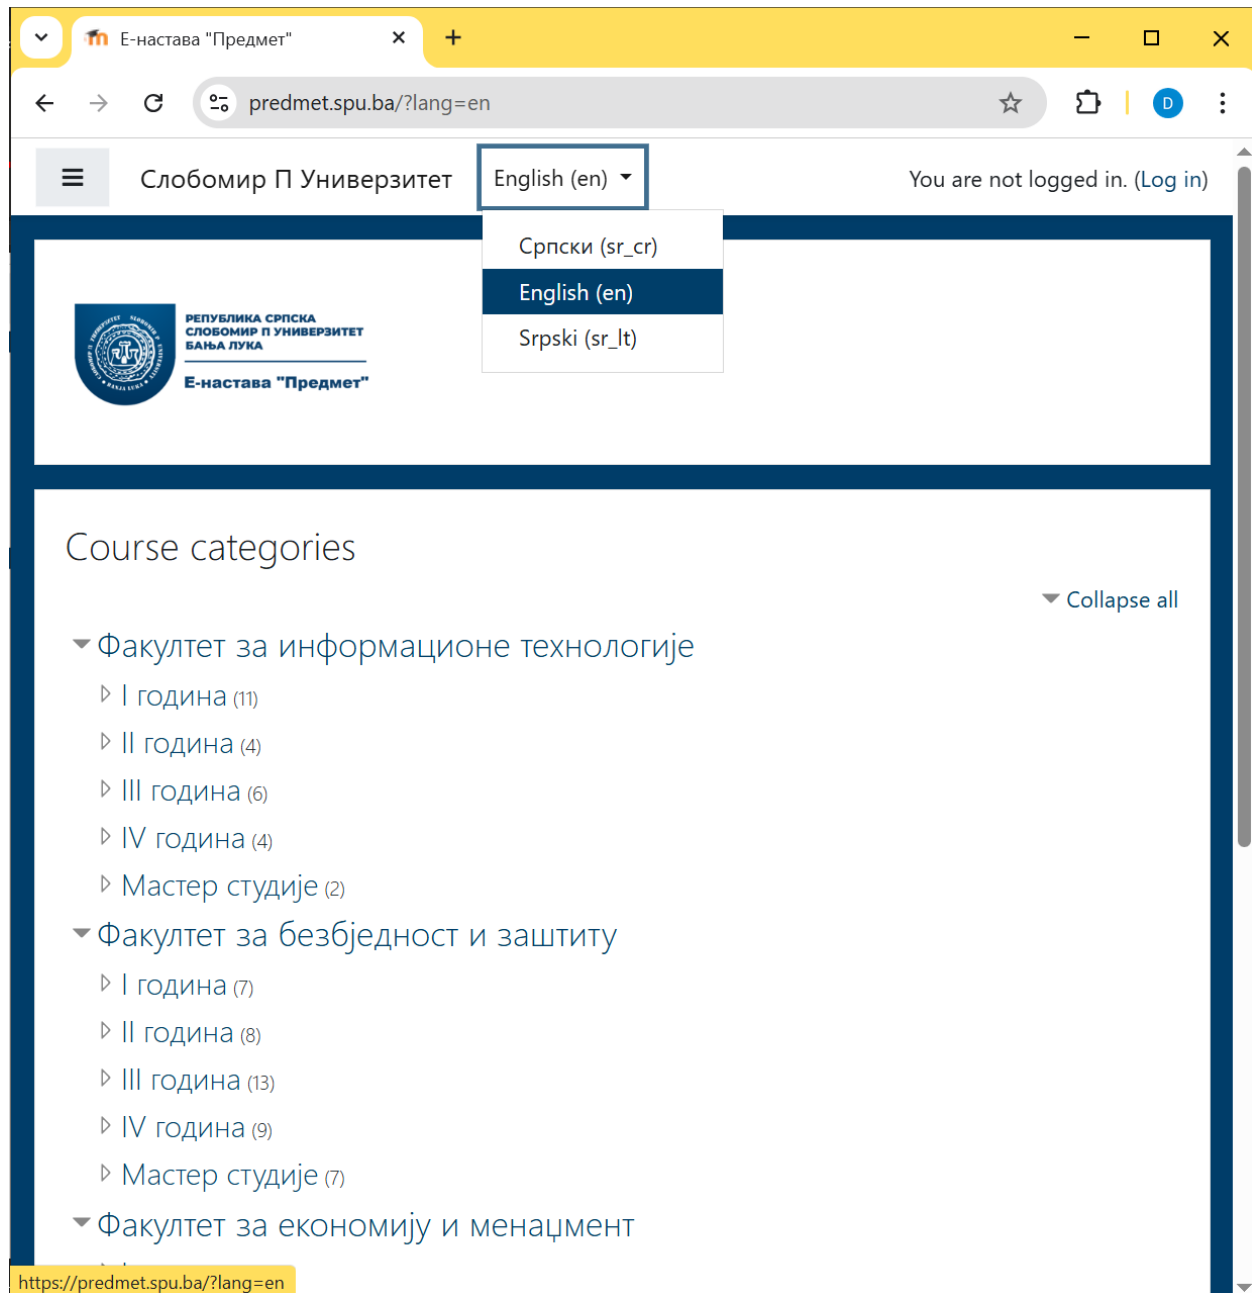 Е-настава "Предмет"
predmet.spu.ba/?lang=en
D
Слобомир П Универзитет
English (en)
You are not logged in. (Log in)
Српски (sr_cr)
English (en)
Srpski (sr_lt)
РЕПУБЛИКА СРПСКА
СЛОБОМИР П УНИВЕРЗИТЕТ
БАЊА ЛУКА
Е-настава "Предмет"
Course categories
Collapse all
Факултет за информационе технологије
I година (11)
II година (4)
III година (6)
IV година (4)
Мастер студије (2)
Факултет за безбједност и заштиту
I година (7)
II година (8)
III година (13)
IV година (9)
Мастер студије (7)
Факултет за економију и менаџмент
https://predmet.spu.ba/?lang=en